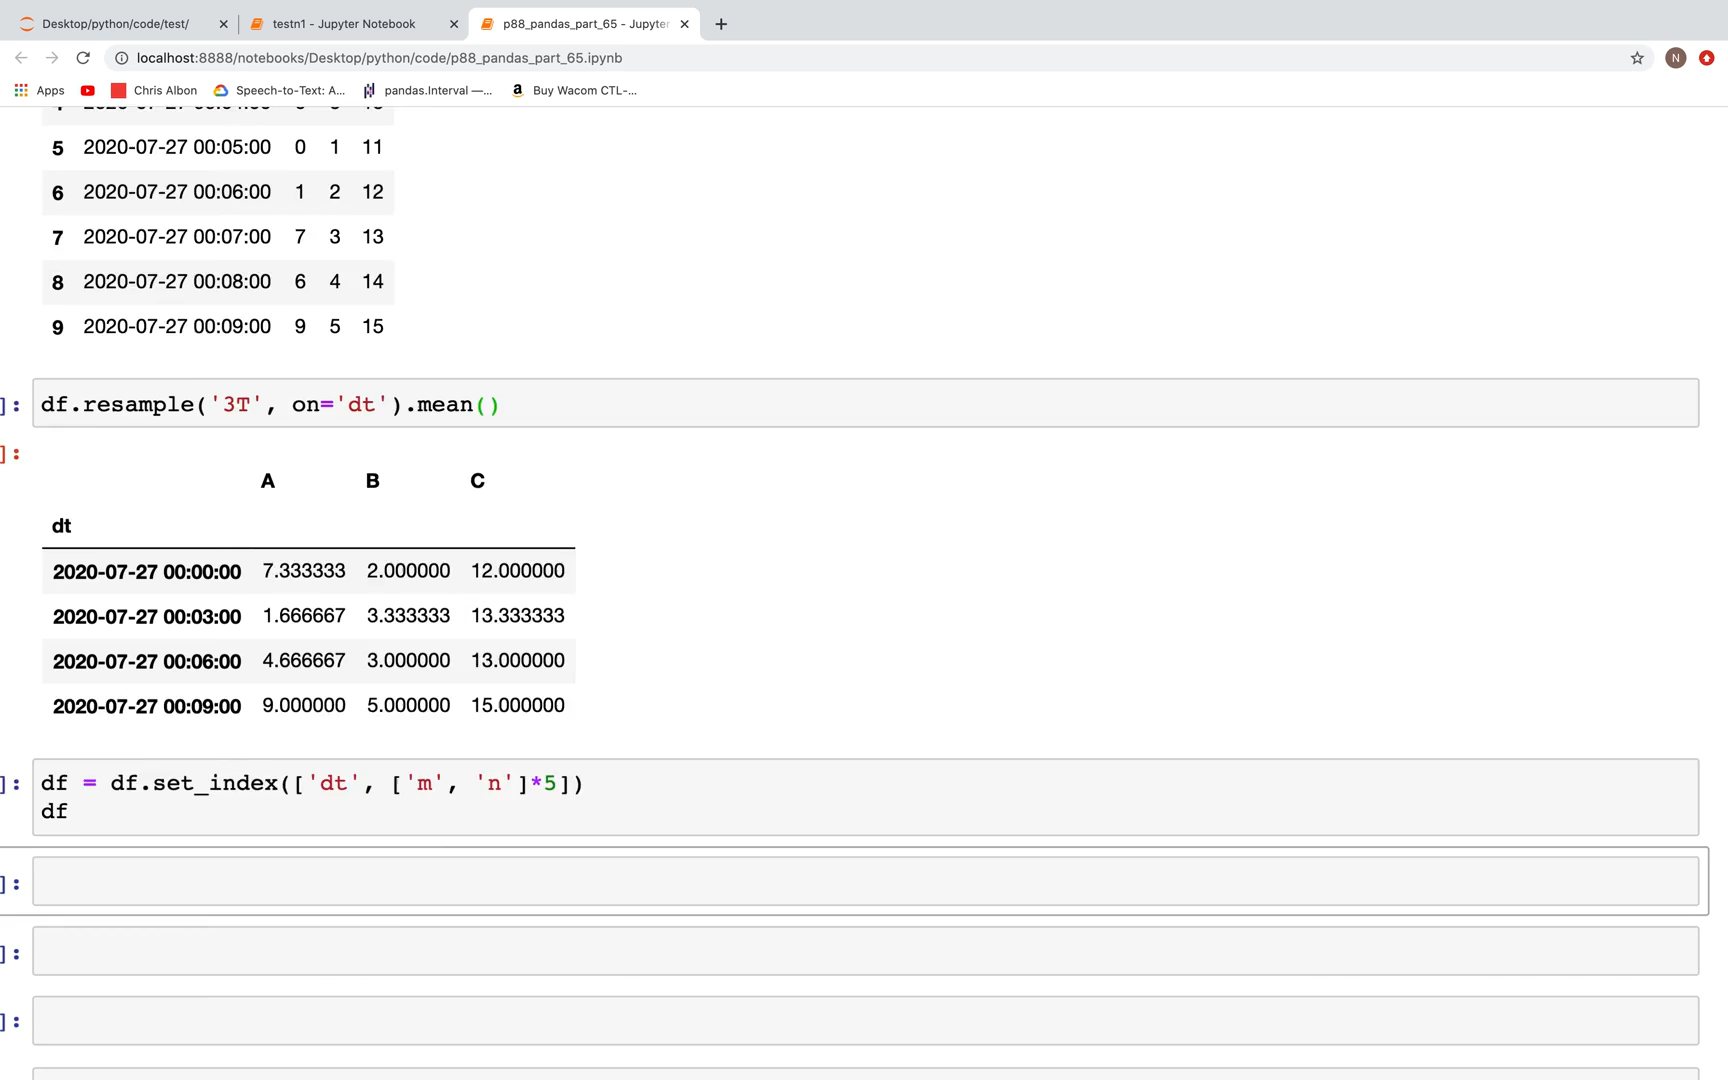 Desktop/python/code/test/
testn1 - Jupyter Notebook
p88_pandas_part_65 - Jupyter
localhost:8888/notebooks/Desktop/python/code/p88_pandas_part_65.ipynb
N
Apps
Chris Albon
Speech-to-Text: A...
pandas.Interval —...
Buy Wacom CTL-...
5 2020-07-27 00:05:00 0 1 11
6 2020-07-27 00:06:00 1 2 12
7 2020-07-27 00:07:00 7 3 13
8 2020-07-27 00:08:00 6 4 14
9 2020-07-27 00:09:00 9 5 15
]: df.resample('3T', on='dt').mean()
]:
A B C
dt
2020-07-27 00:00:00 7.333333 2.000000 12.000000
2020-07-27 00:03:00 1.666667 3.333333 13.333333
2020-07-27 00:06:00 4.666667 3.000000 13.000000
2020-07-27 00:09:00 9.000000 5.000000 15.000000
]: df = df.set_index(['dt', ['m', 'n']*5])
df
]:
]:
]: